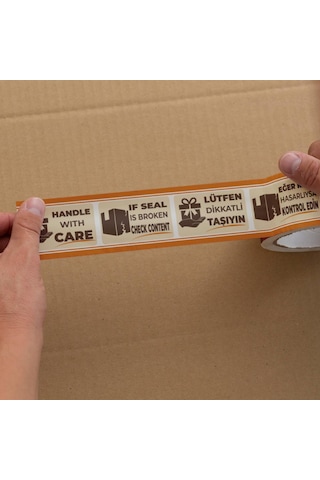 HANDLE
WITH
CARE
IF SEAL
IS BROKEN
CHECK CONTENT
LÜTFEN
DİKKATLİ
TAŞIYIN
EĞER
HASARLIYSA
KONTROL EDİN